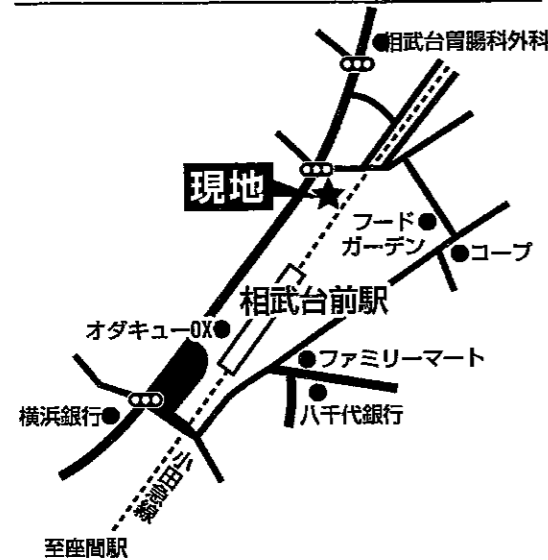 相武台胃腸科外科
現地
フード
ガーデン
コープ
相武台前駅
オダキューOX
ファミリーマート
横浜銀行
八千代銀行
小田急線
至座間駅